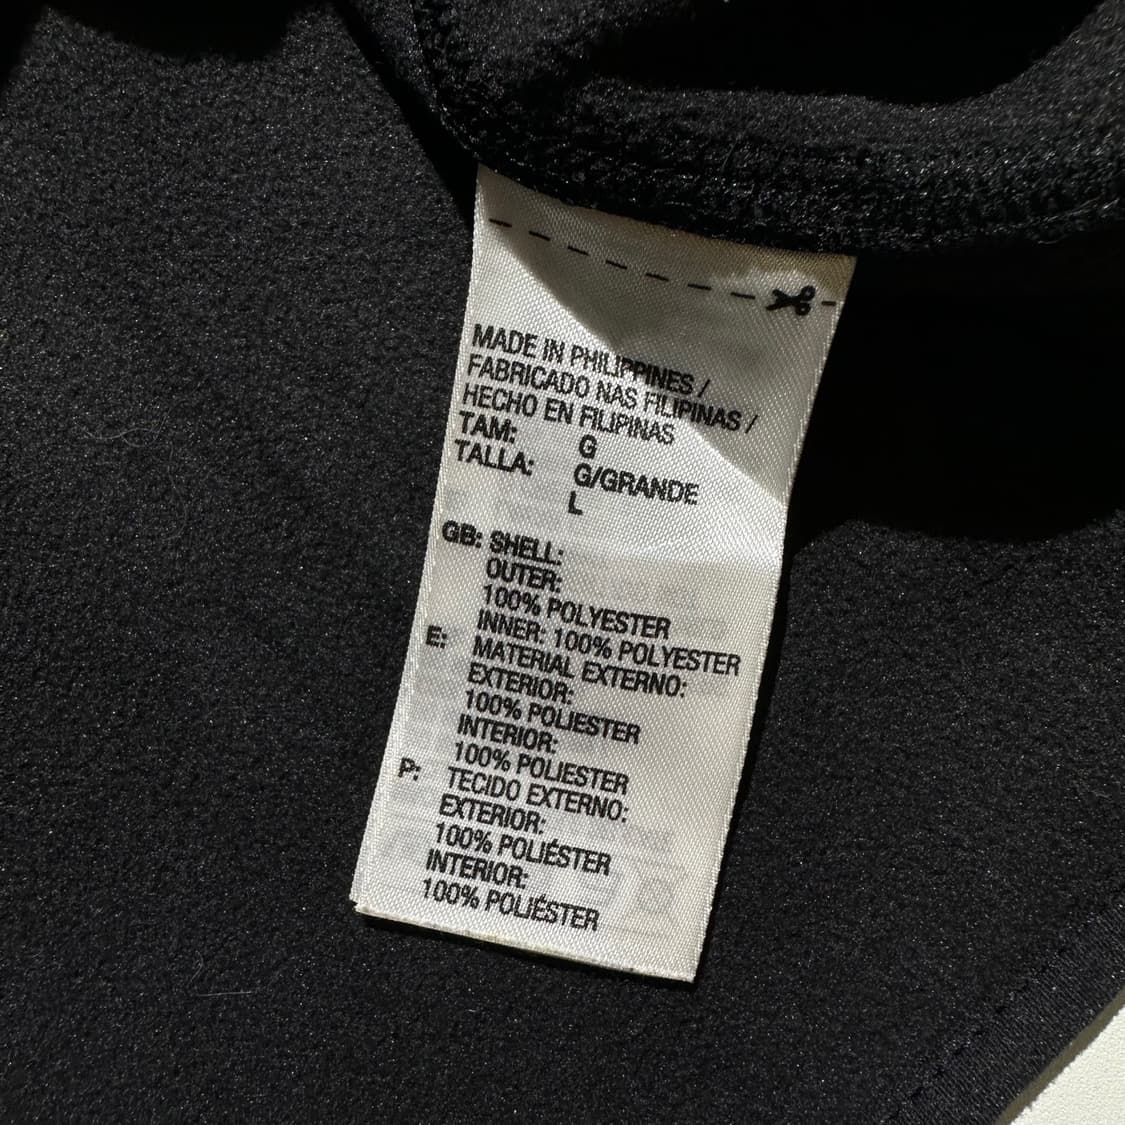 MADE IN PHILIPPINES /
FABRICADO NAS FILIPINAS /
HECHO EN FILIPINAS
TAM: G
TALLA: G/GRANDE
L
GB: SHELL:
OUTER:
100% POLYESTER
INNER: 100% POLYESTER
E: MATERIAL EXTERNO:
EXTERIOR:
100% POLIESTER
INTERIOR:
100% POLIESTER
P: TECIDO EXTERNO:
EXTERIOR:
100% POLIÉSTER
INTERIOR:
100% POLIÉSTER